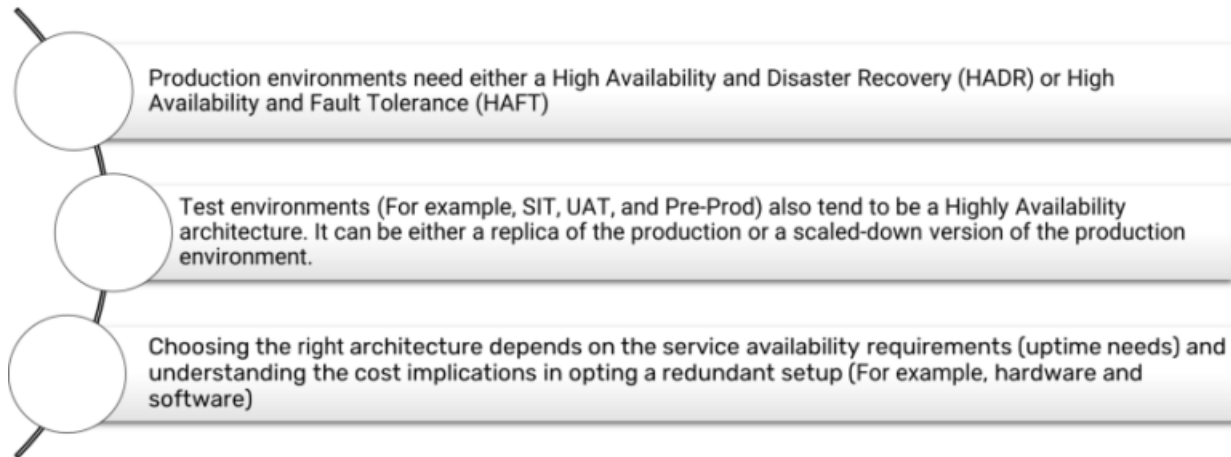 Production environments need either a High Availability and Disaster Recovery (HADR) or High
Availability and Fault Tolerance (HAFT)
Test environments (For example, SIT, UAT, and Pre-Prod) also tend to be a Highly Availability
architecture. It can be either a replica of the production or a scaled-down version of the production
environment.
Choosing the right architecture depends on the service availability requirements (uptime needs) and
understanding the cost implications in opting a redundant setup (For example, hardware and
software)